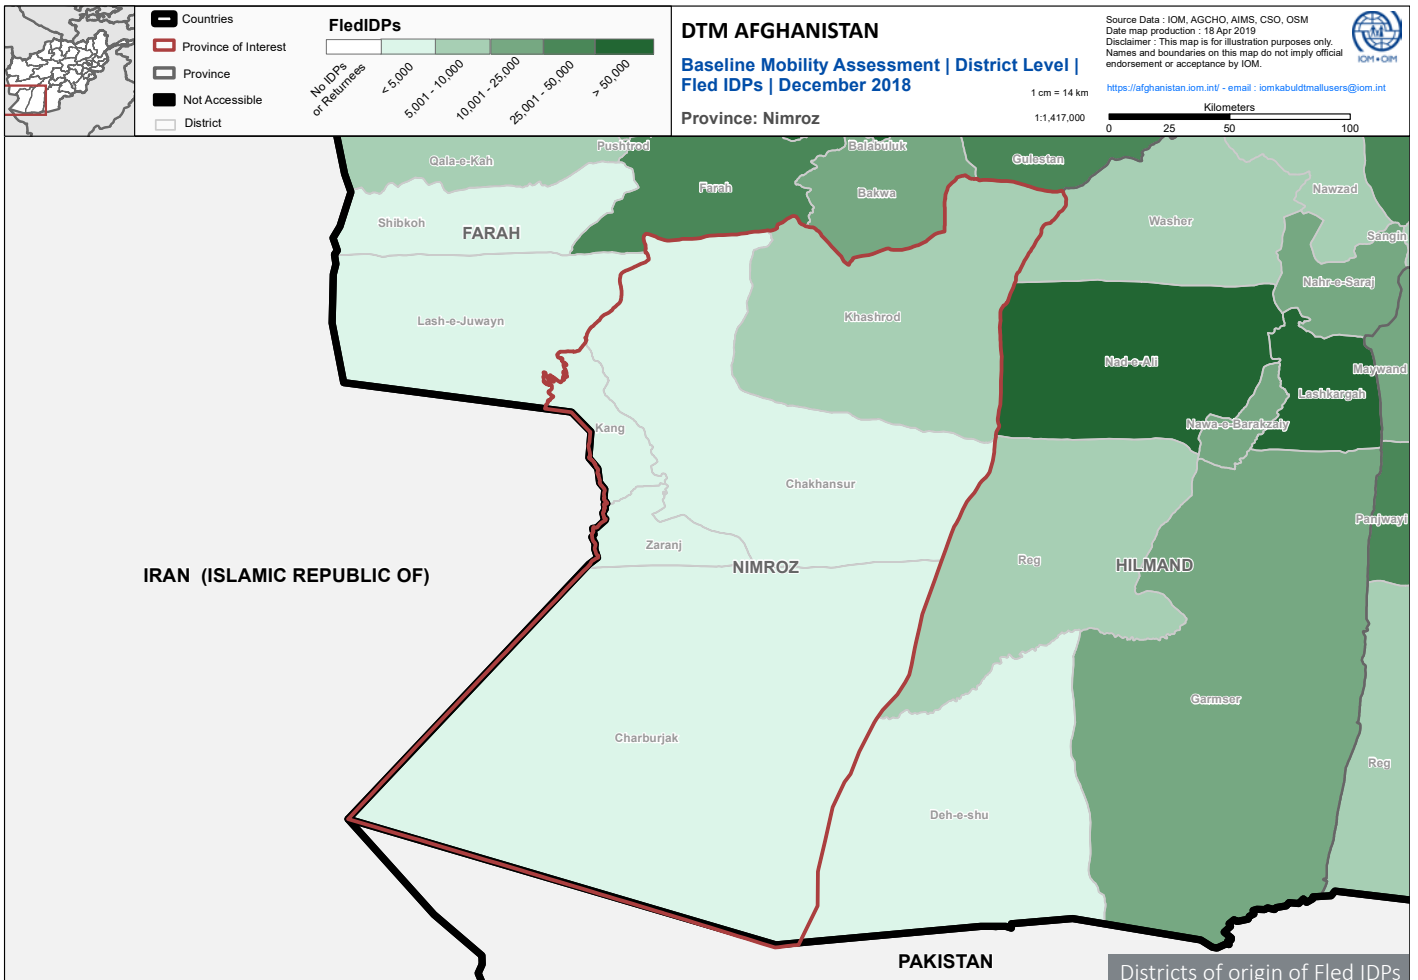 Countries
Province of Interest
Province
Not Accessible
District
FledIDPs
No IDPs
or Returnees
< 5,000
5,001 - 10,000
10,001 - 25,000
25,001 - 50,000
> 50,000
DTM AFGHANISTAN
Baseline Mobility Assessment | District Level |
Fled IDPs | December 2018
Province: Nimroz
1 cm = 14 km
1:1,417,000
Source Data : IOM, AGCHO, AIMS, CSO, OSM
Date map production : 18 Apr 2019
Disclaimer : This map is for illustration purposes only.
Names and boundaries on this map do not imply official
endorsement or acceptance by IOM.
https://afghanistan.iom.int/ - email : iomkabuldtmallusers@iom.int
Kilometers
0 25 50 100
IOM • OIM
Pushtrod
Balabuluk
Qala-e-Kah
Gulestan
Farah
Bakwa
Nawzad
Shibkoh
FARAH
Washer
Sangin
Nahr-e-Saraj
Lash-e-Juwayn
Khashrod
Nad-e-Ali
Maywand
Lashkargah
Kang
Nawa-e-Barakzaiy
Chakhansur
Panjwayi
Zaranj
NIMROZ
Reg
HILMAND
IRAN (ISLAMIC REPUBLIC OF)
Garmser
Charburjak
Reg
Deh-e-shu
PAKISTAN
Districts of origin of Fled IDPs